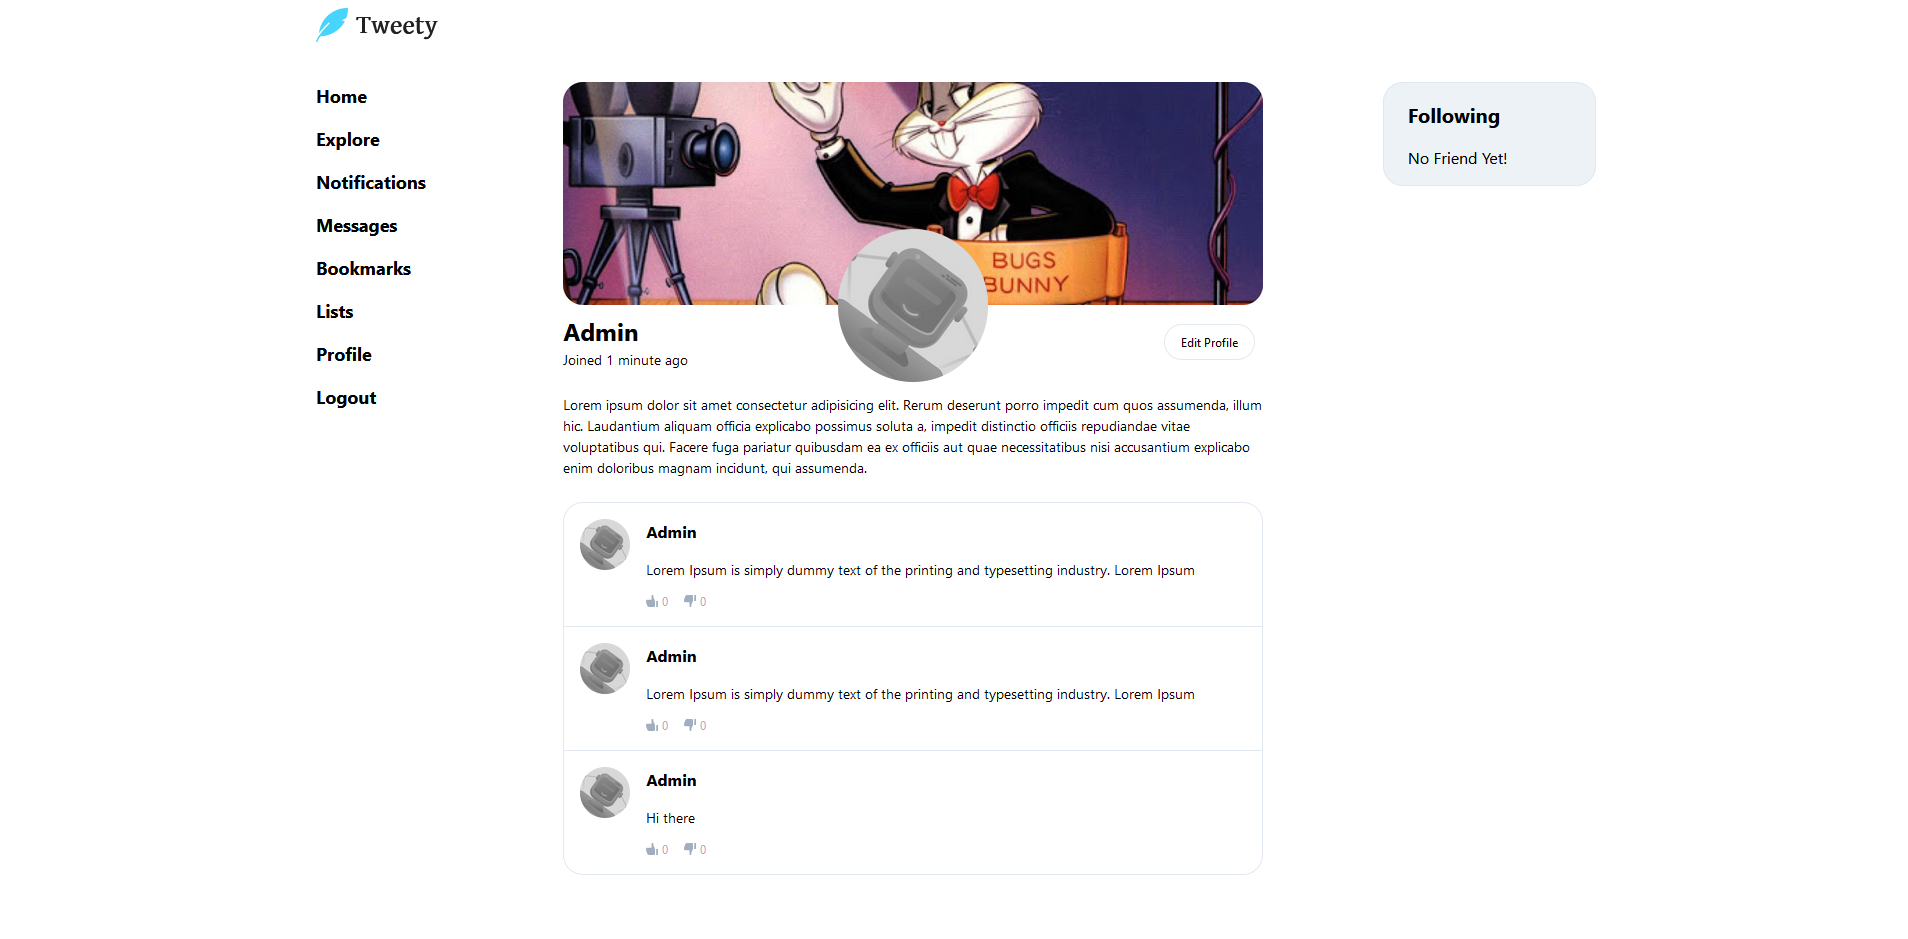 Tweety
Home
Explore
Notifications
Messages
Bookmarks
Lists
Profile
Logout
BUGS
BUNNY
Admin
Joined 1 minute ago
Edit Profile
Lorem ipsum dolor sit amet consectetur adipisicing elit. Rerum deserunt porro impedit cum quos assumenda, illum
hic. Laudantium aliquam officia explicabo possimus soluta a, impedit distinctio officiis repudiandae vitae
voluptatibus qui. Facere fuga pariatur quibusdam ea ex officiis aut quae necessitatibus nisi accusantium explicabo
enim doloribus magnam incidunt, qui assumenda.
Admin
Lorem Ipsum is simply dummy text of the printing and typesetting industry. Lorem Ipsum
0 0
Admin
Lorem Ipsum is simply dummy text of the printing and typesetting industry. Lorem Ipsum
0 0
Admin
Hi there
0 0
Following
No Friend Yet!